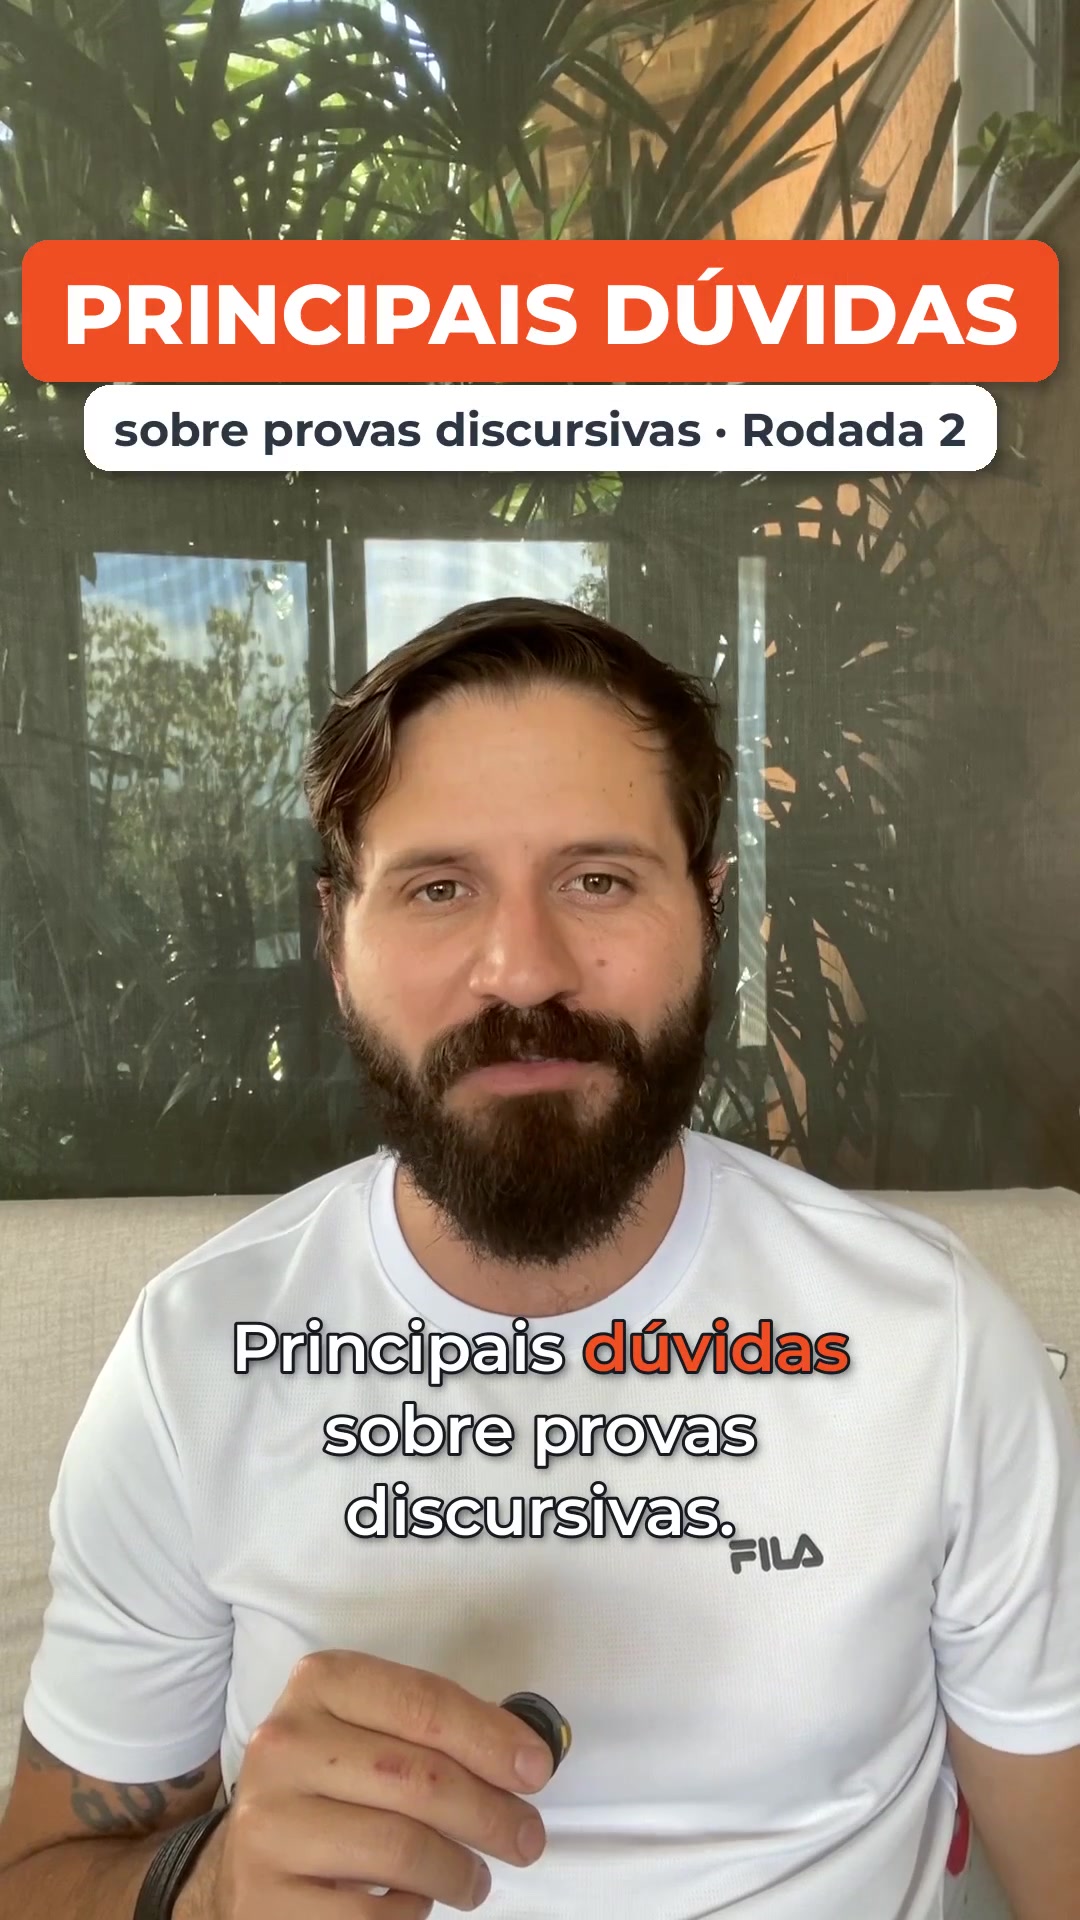 PRINCIPAIS DÚVIDAS
sobre provas discursivas · Rodada 2
Principais dúvidas
sobre provas
discursivas.
FILA